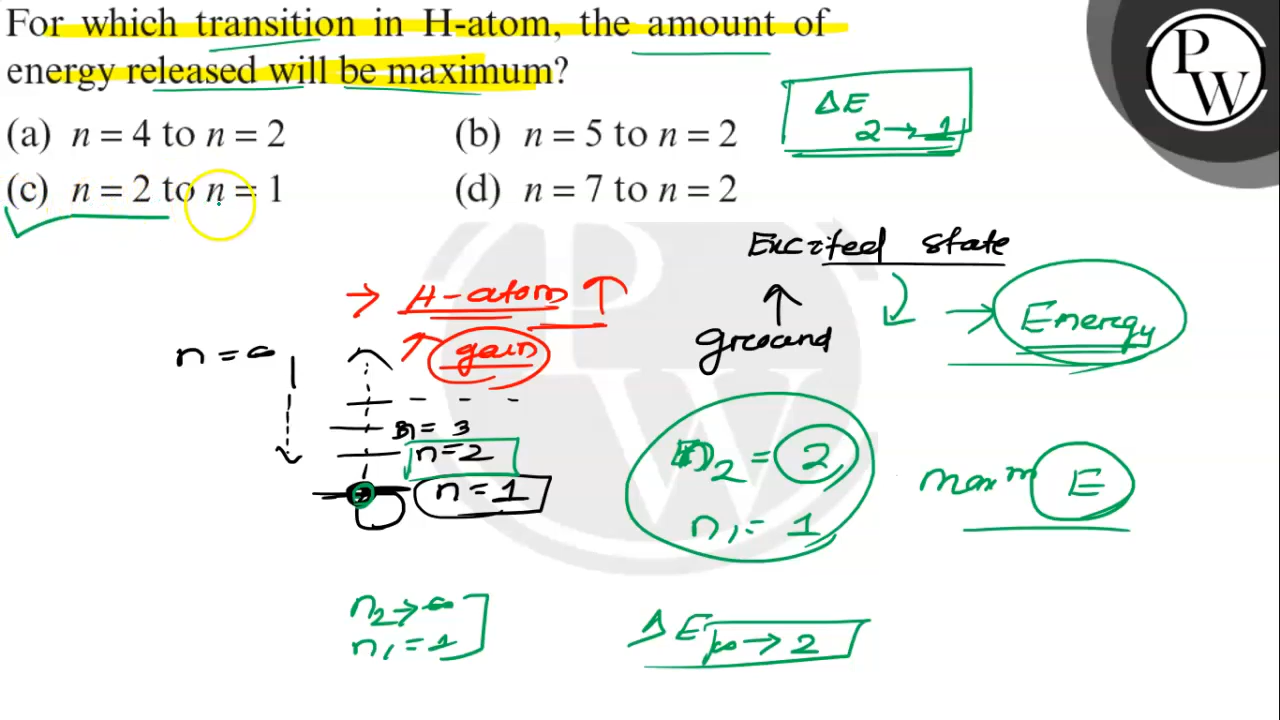 For which transition in H-atom, the amount of
energy released will be maximum?
(a) n = 4 to n = 2
(b) n = 5 to n = 2
(c) n = 2 to n = 1
(d) n = 7 to n = 2
P
W
ΔE
2 → 1
Excited state
→ H-atom ↑
↑ gain
ground
→ Energy
n = ∞
n = 3
n = 2
n = 1
n₂ = 2
n₁ = 1
maxᵐ E
n₂ → ∞
n₁ = 1
ΔE ∞ → 2
PW